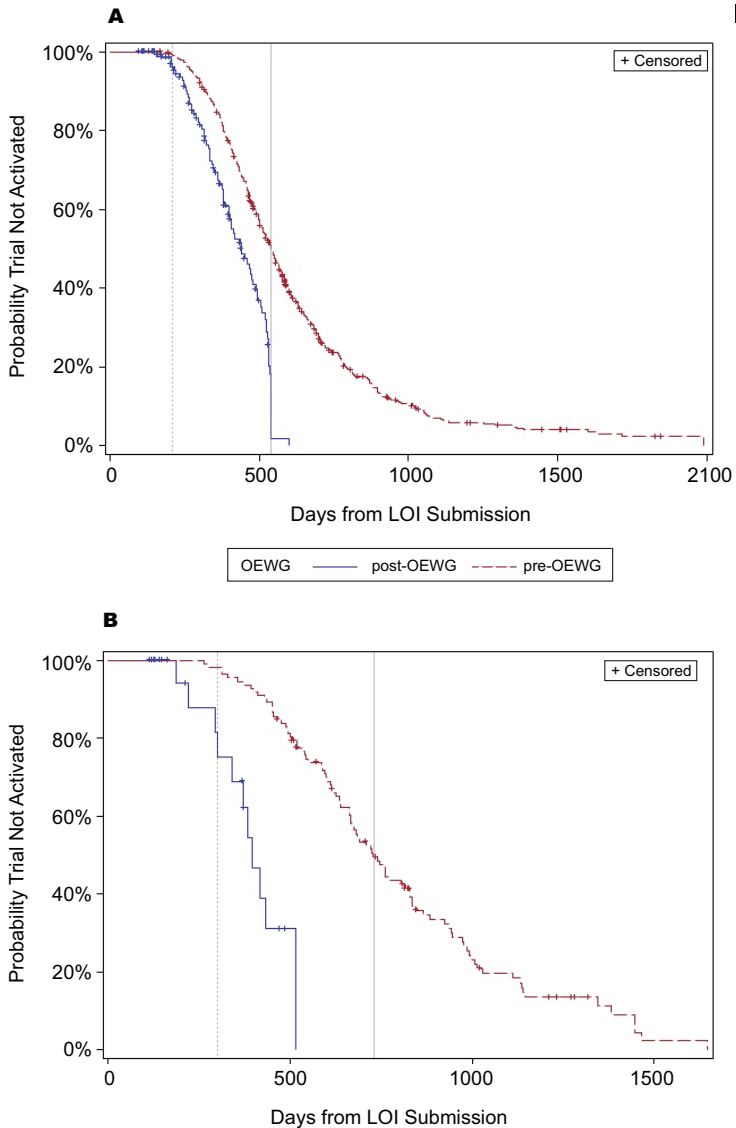 A
100%
80%
60%
40%
20%
0%
Probability Trial Not Activated
+ Censored
0 500 1000 1500 2100
Days from LOI Submission
OEWG post-OEWG pre-OEWG
B
100%
80%
60%
40%
20%
0%
Probability Trial Not Activated
+ Censored
0 500 1000 1500
Days from LOI Submission